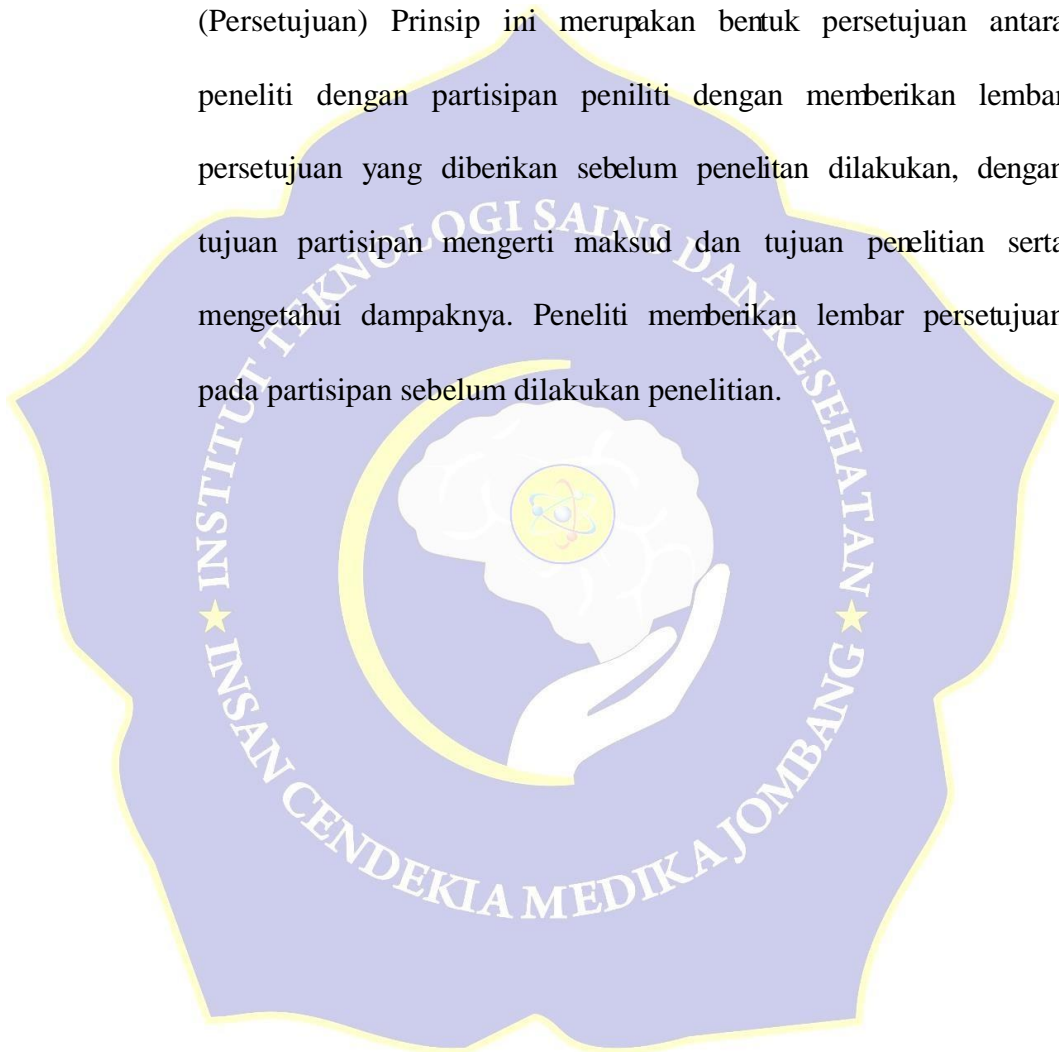 (Persetujuan) Prinsip ini merupakan bentuk persetujuan antara
peneliti dengan partisipan peniliti dengan memberikan lembar
persetujuan yang diberikan sebelum penelitan dilakukan, dengan
tujuan partisipan mengerti maksud dan tujuan penelitian serta
mengetahui dampaknya. Peneliti memberikan lembar persetujuan
pada partisipan sebelum dilakukan penelitian.
INSTITUT TEKNOLOGI SAINS DAN KESEHATAN
INSAN CENDEKIA MEDIKA JOMBANG